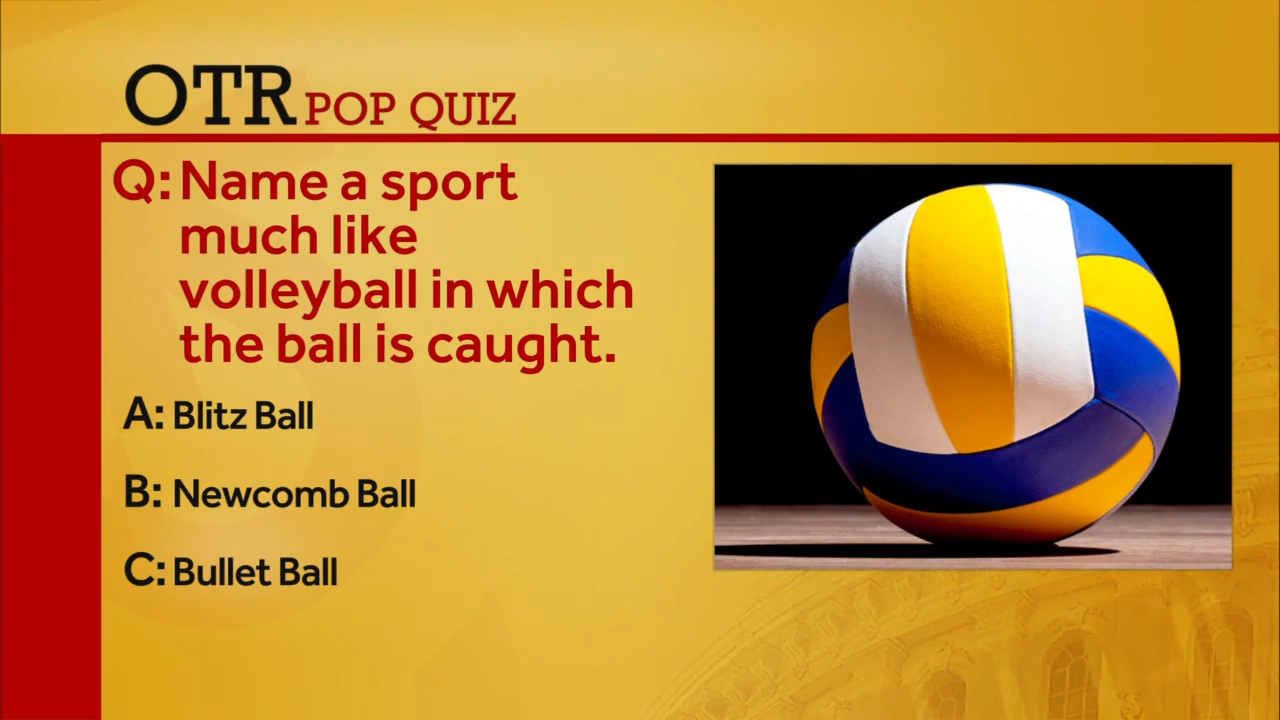 OTR POP QUIZ
Q: Name a sport
much like
volleyball in which
the ball is caught.
A: Blitz Ball
B: Newcomb Ball
C: Bullet Ball